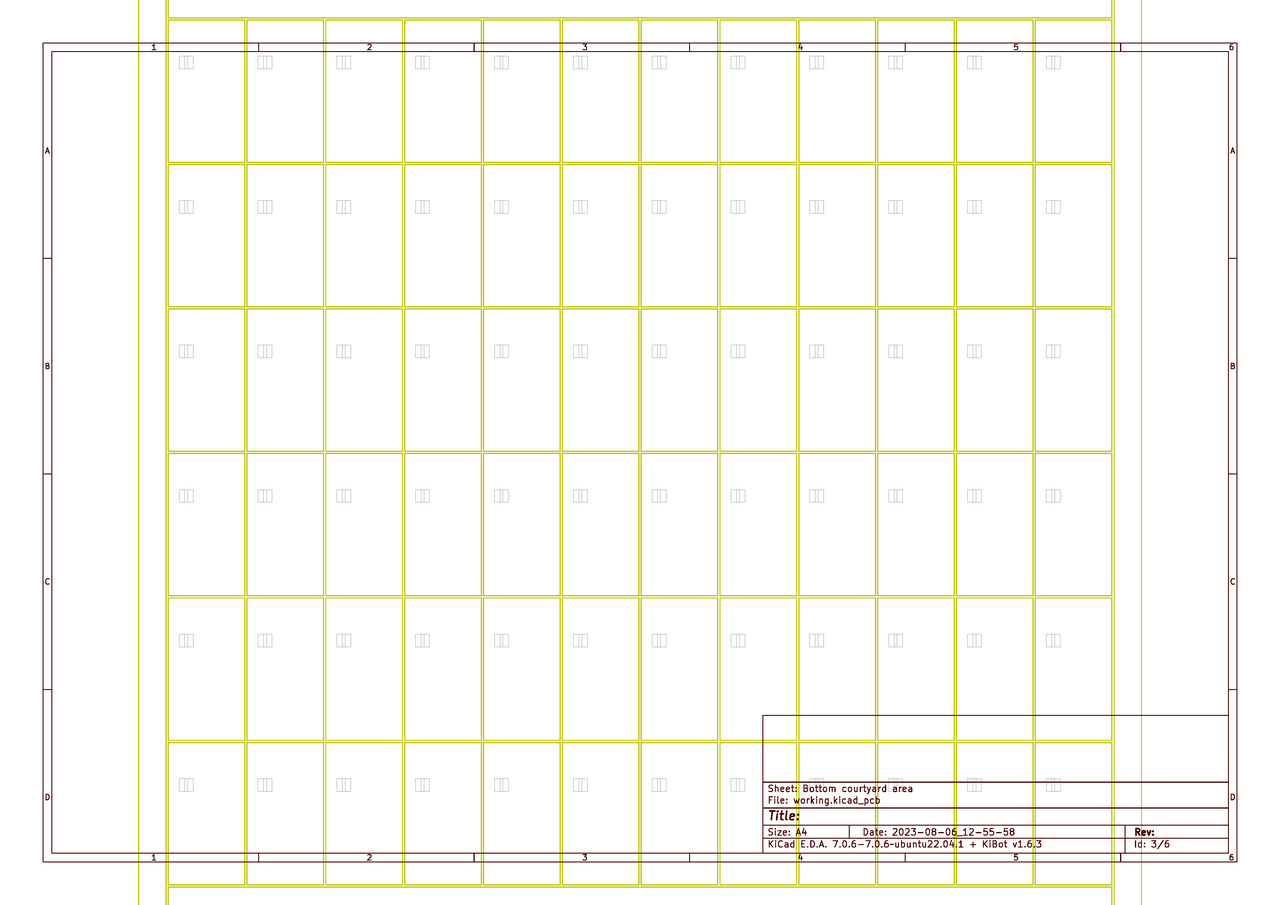 1 2 3 4 5 6
A A
B B
C C
D D
Sheet: Bottom courtyard area
File: working.kicad_pcb
Title:
Size: A4 Date: 2023-08-06_12-55-58 Rev:
KiCad E.D.A. 7.0.6-7.0.6~ubuntu22.04.1 + KiBot v1.6.3 Id: 3/6
1 2 3 4 5 6